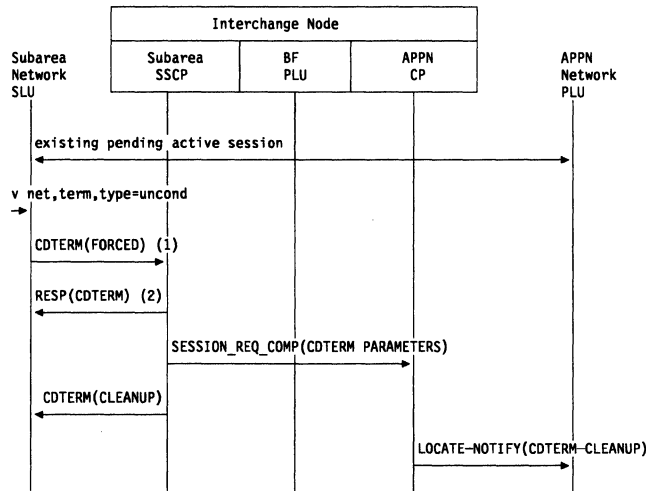 Interchange Node
Subarea
Network
SLU
Subarea
SSCP
BF
PLU
APPN
CP
APPN
Network
PLU
existing pending active session
v net,term,type=uncond
CDTERM(FORCED) (1)
RESP(CDTERM) (2)
SESSION_REQ_COMP(CDTERM PARAMETERS)
CDTERM(CLEANUP)
LOCATE-NOTIFY(CDTERM-CLEANUP)